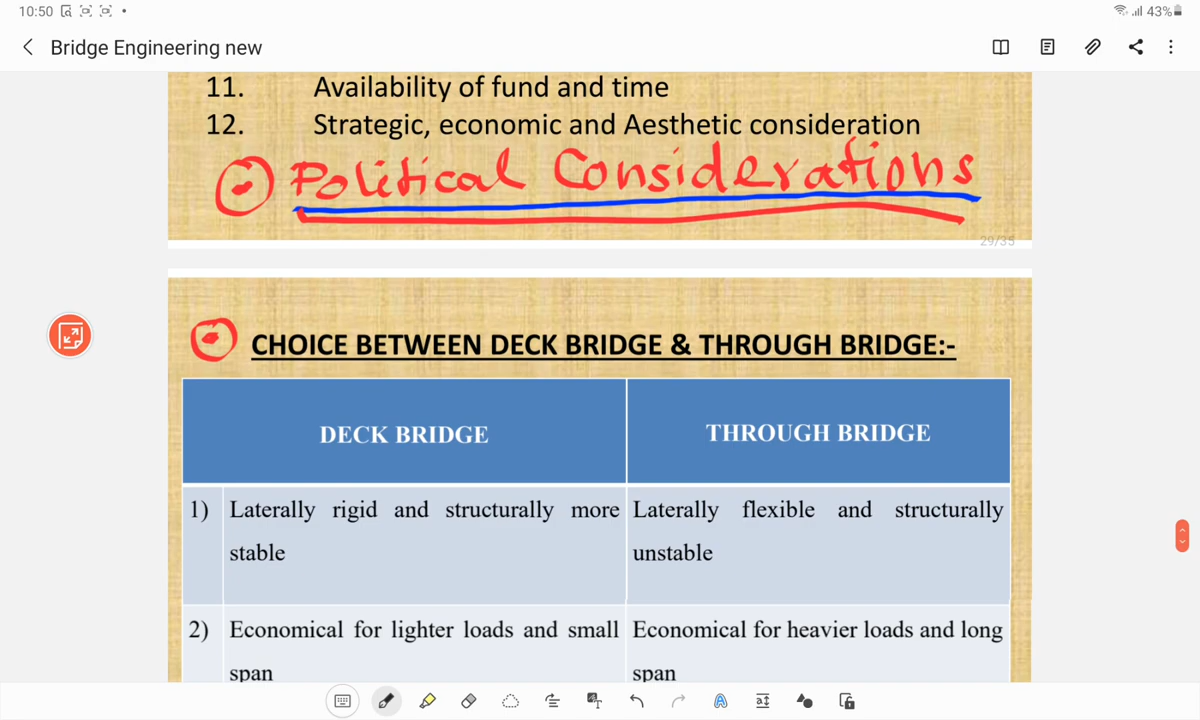 10:50
43%
Bridge Engineering new
11. Availability of fund and time
12. Strategic, economic and Aesthetic consideration
Political Considerations
29/35
CHOICE BETWEEN DECK BRIDGE & THROUGH BRIDGE:-
DECK BRIDGE THROUGH BRIDGE
1) Laterally rigid and structurally more Laterally flexible and structurally
stable unstable
2) Economical for lighter loads and small Economical for heavier loads and long
span span